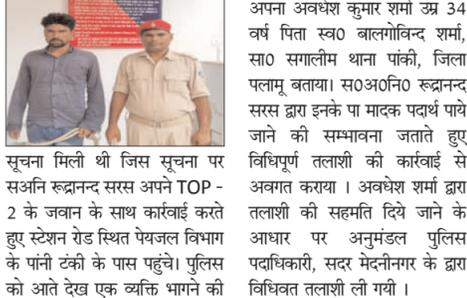 सूचना मिली थी जिस सूचना पर
सअनि रूद्रानन्द सरस अपने TOP -
2 के जवान के साथ कार्रवाई करते
हुए स्टेशन रोड स्थित पेयजल विभाग
के पांनी टंकी के पास पहुंचे। पुलिस
को आते देख एक व्यक्ति भागने की
अपना अवधेश कुमार शर्मा उम्र 34
वर्ष पिता स्व0 बालगोविन्द शर्मा,
सा0 सगालीम थाना पांकी, जिला
पलामू बताया। स0अ0नि0 रूद्रानन्द
सरस द्वारा इनके पा मादक पदार्थ पाये
जाने की सम्भावना जताते हुए
विधिपूर्ण तलाशी की कार्रवाई से
अवगत कराया । अवधेश शर्मा द्वारा
तलाशी की सहमति दिये जाने के
आधार पर अनुमंडल पुलिस
पदाधिकारी, सदर मेदनीनगर के द्वारा
विधिवत तलाशी ली गयी ।